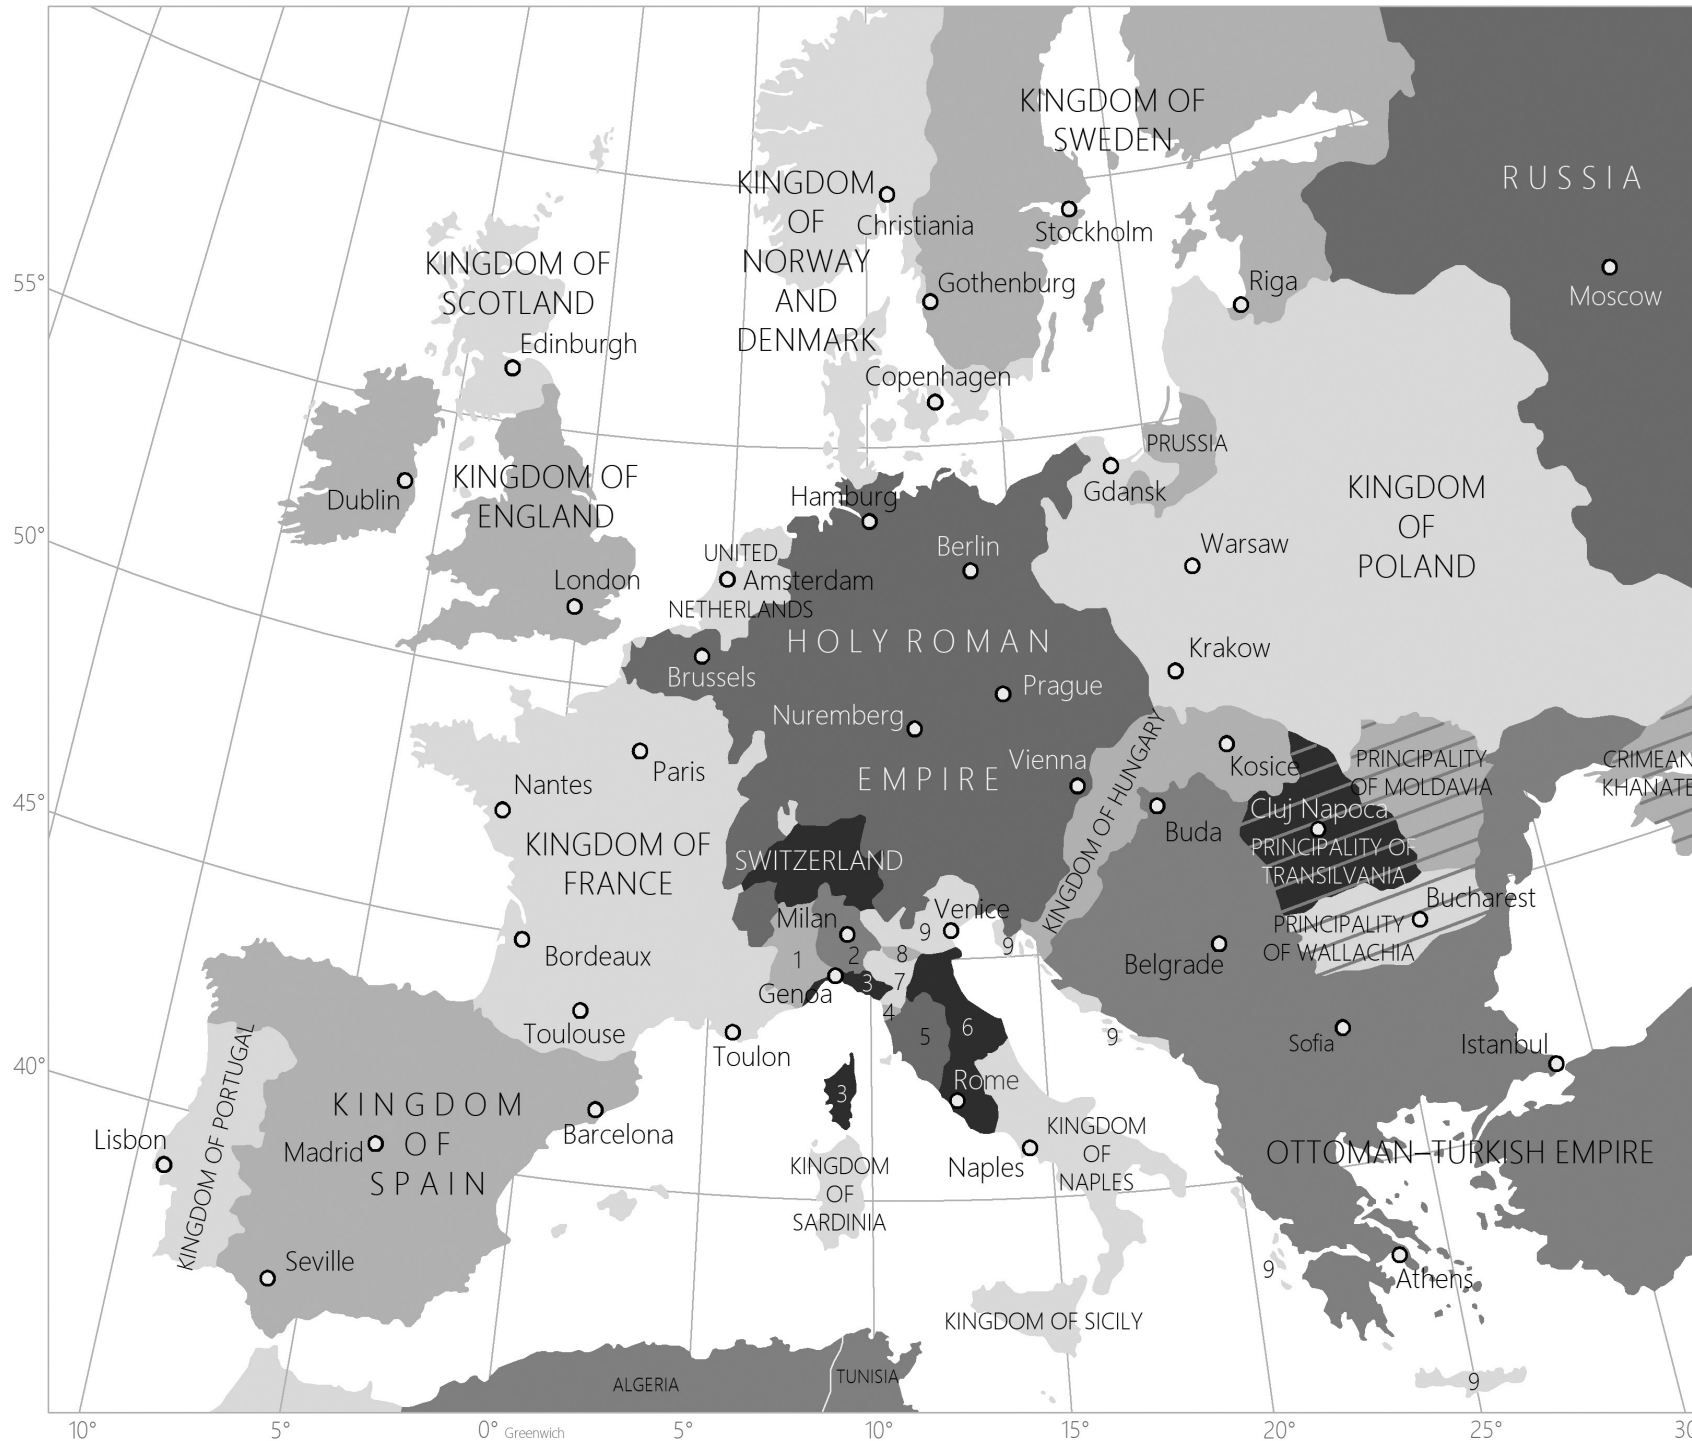 KINGDOM OF
SWEDEN
RUSSIA
KINGDOM
OF
NORWAY
AND
DENMARK
Christiania
Stockholm
KINGDOM OF
SCOTLAND
Gothenburg
Riga
Moscow
55°
Edinburgh
Copenhagen
PRUSSIA
Gdansk
KINGDOM OF
ENGLAND
Dublin
Hamburg
KINGDOM
OF
POLAND
50°
UNITED
Amsterdam
NETHERLANDS
Berlin
Warsaw
London
HOLY ROMAN
EMPIRE
Brussels
Krakow
Prague
Nuremberg
Vienna
KINGDOM OF HUNGARY
Kosice
PRINCIPALITY
OF MOLDAVIA
CRIMEAN
KHANATE
Paris
Nantes
45°
Buda
Cluj Napoca
PRINCIPALITY OF
TRANSILVANIA
KINGDOM OF
FRANCE
SWITZERLAND
Milan
Venice
Bucharest
PRINCIPALITY
OF WALLACHIA
9
9
Belgrade
Bordeaux
1
2
8
Genoa
3
7
4
5
6
9
Toulouse
Toulon
Sofia
Istanbul
40°
KINGDOM OF PORTUGAL
3
Rome
KINGDOM
OF
SPAIN
Lisbon
Madrid
Barcelona
KINGDOM
OF
SARDINIA
Naples
KINGDOM
OF
NAPLES
OTTOMAN–TURKISH EMPIRE
Seville
9
Athens
KINGDOM OF SICILY
ALGERIA
TUNISIA
9
10°
5°
0° Greenwich
5°
10°
15°
20°
25°